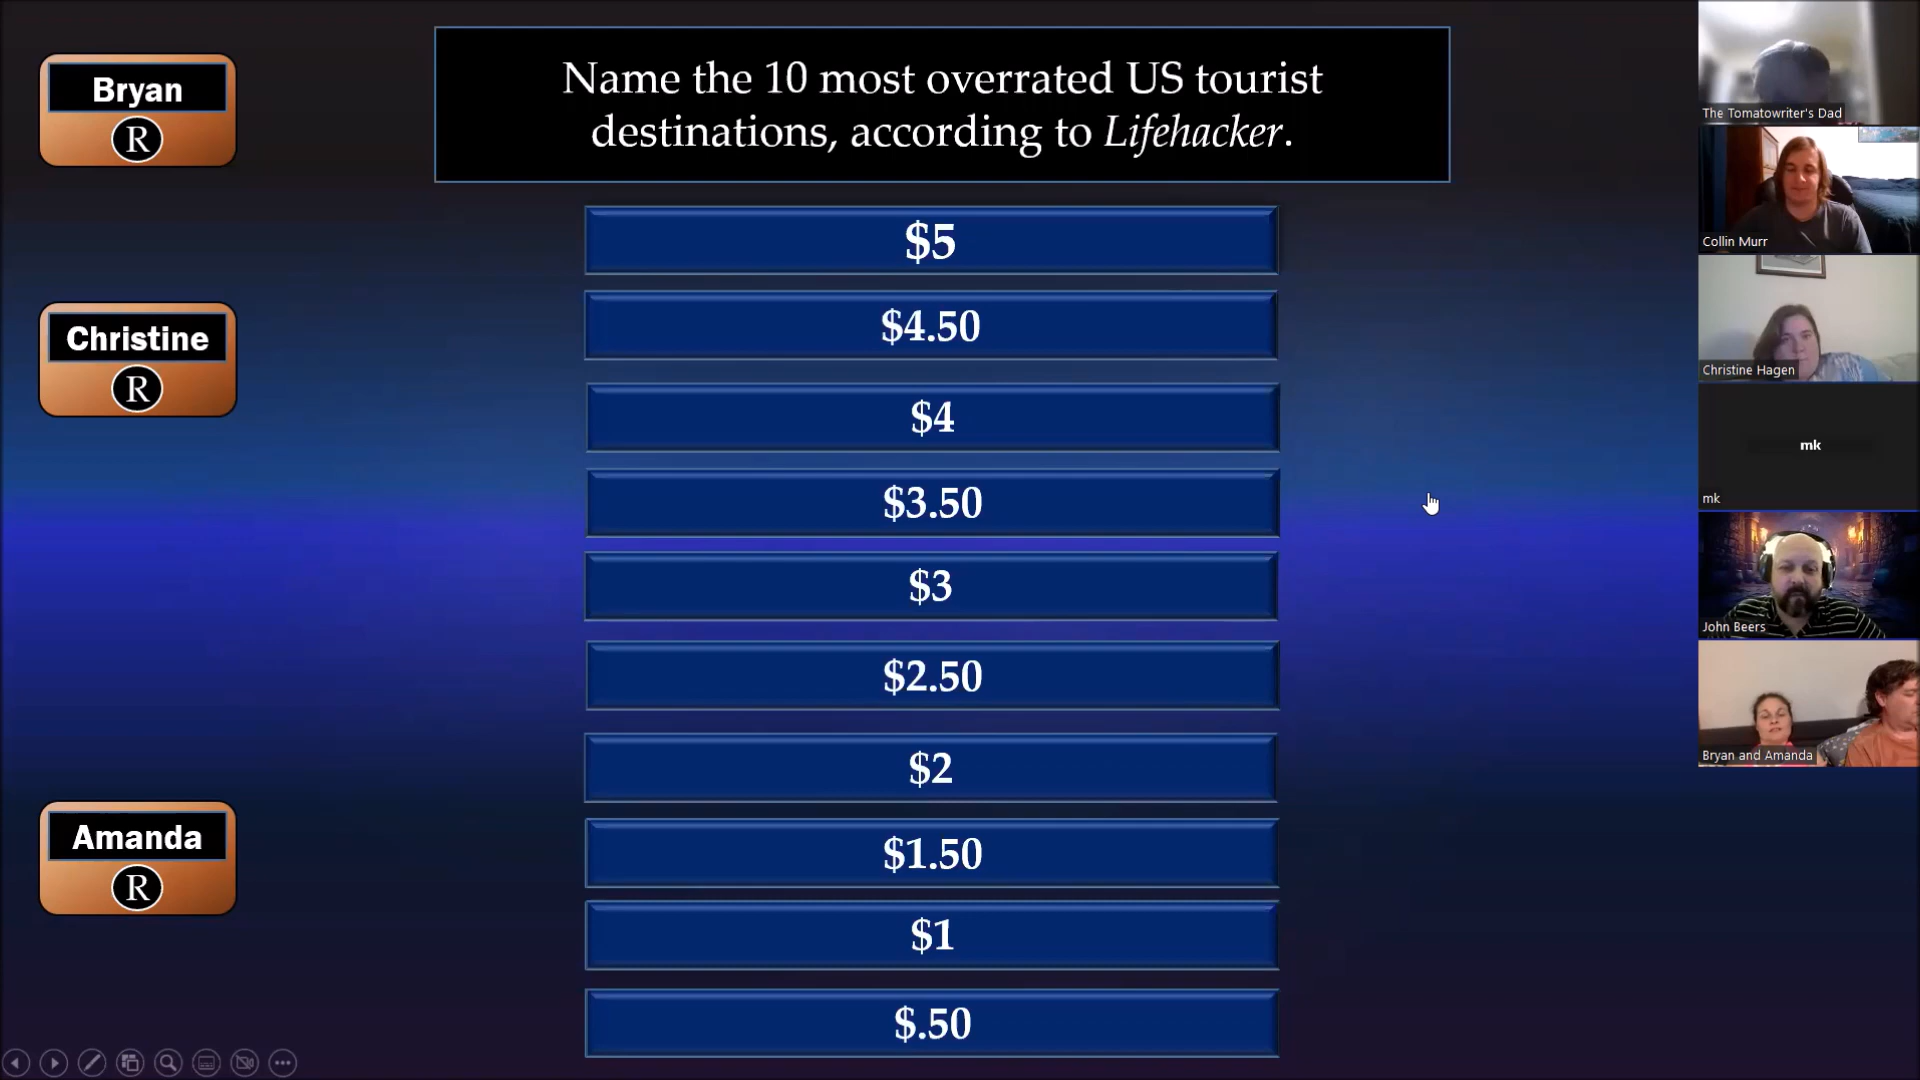 Bryan
R
Christine
R
Amanda
R
Name the 10 most overrated US tourist
destinations, according to Lifehacker.
$5
$4.50
$4
$3.50
$3
$2.50
$2
$1.50
$1
$.50
The Tomatowriter's Dad
Collin Murr
Christine Hagen
mk
mk
John Beers
Bryan and Amanda